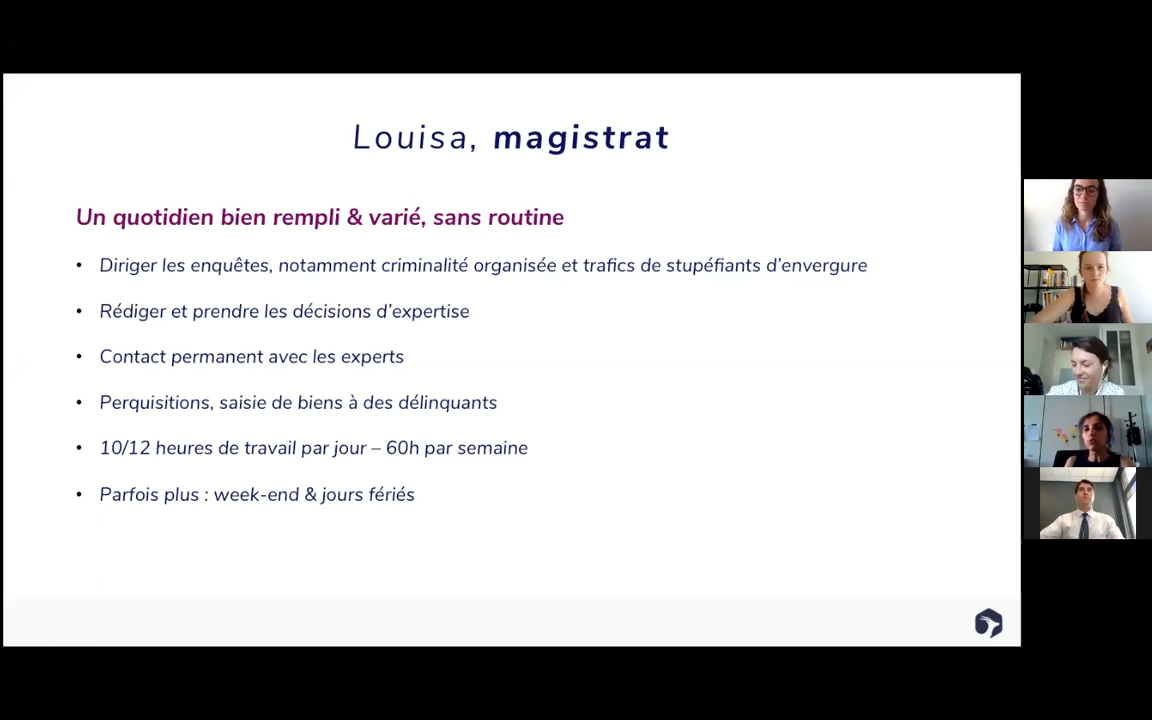 Louisa, magistrat
Un quotidien bien rempli & varié, sans routine
• Diriger les enquêtes, notamment criminalité organisée et trafics de stupéfiants d’envergure
• Rédiger et prendre les décisions d’expertise
• Contact permanent avec les experts
• Perquisitions, saisie de biens à des délinquants
• 10/12 heures de travail par jour – 60h par semaine
• Parfois plus : week-end & jours fériés